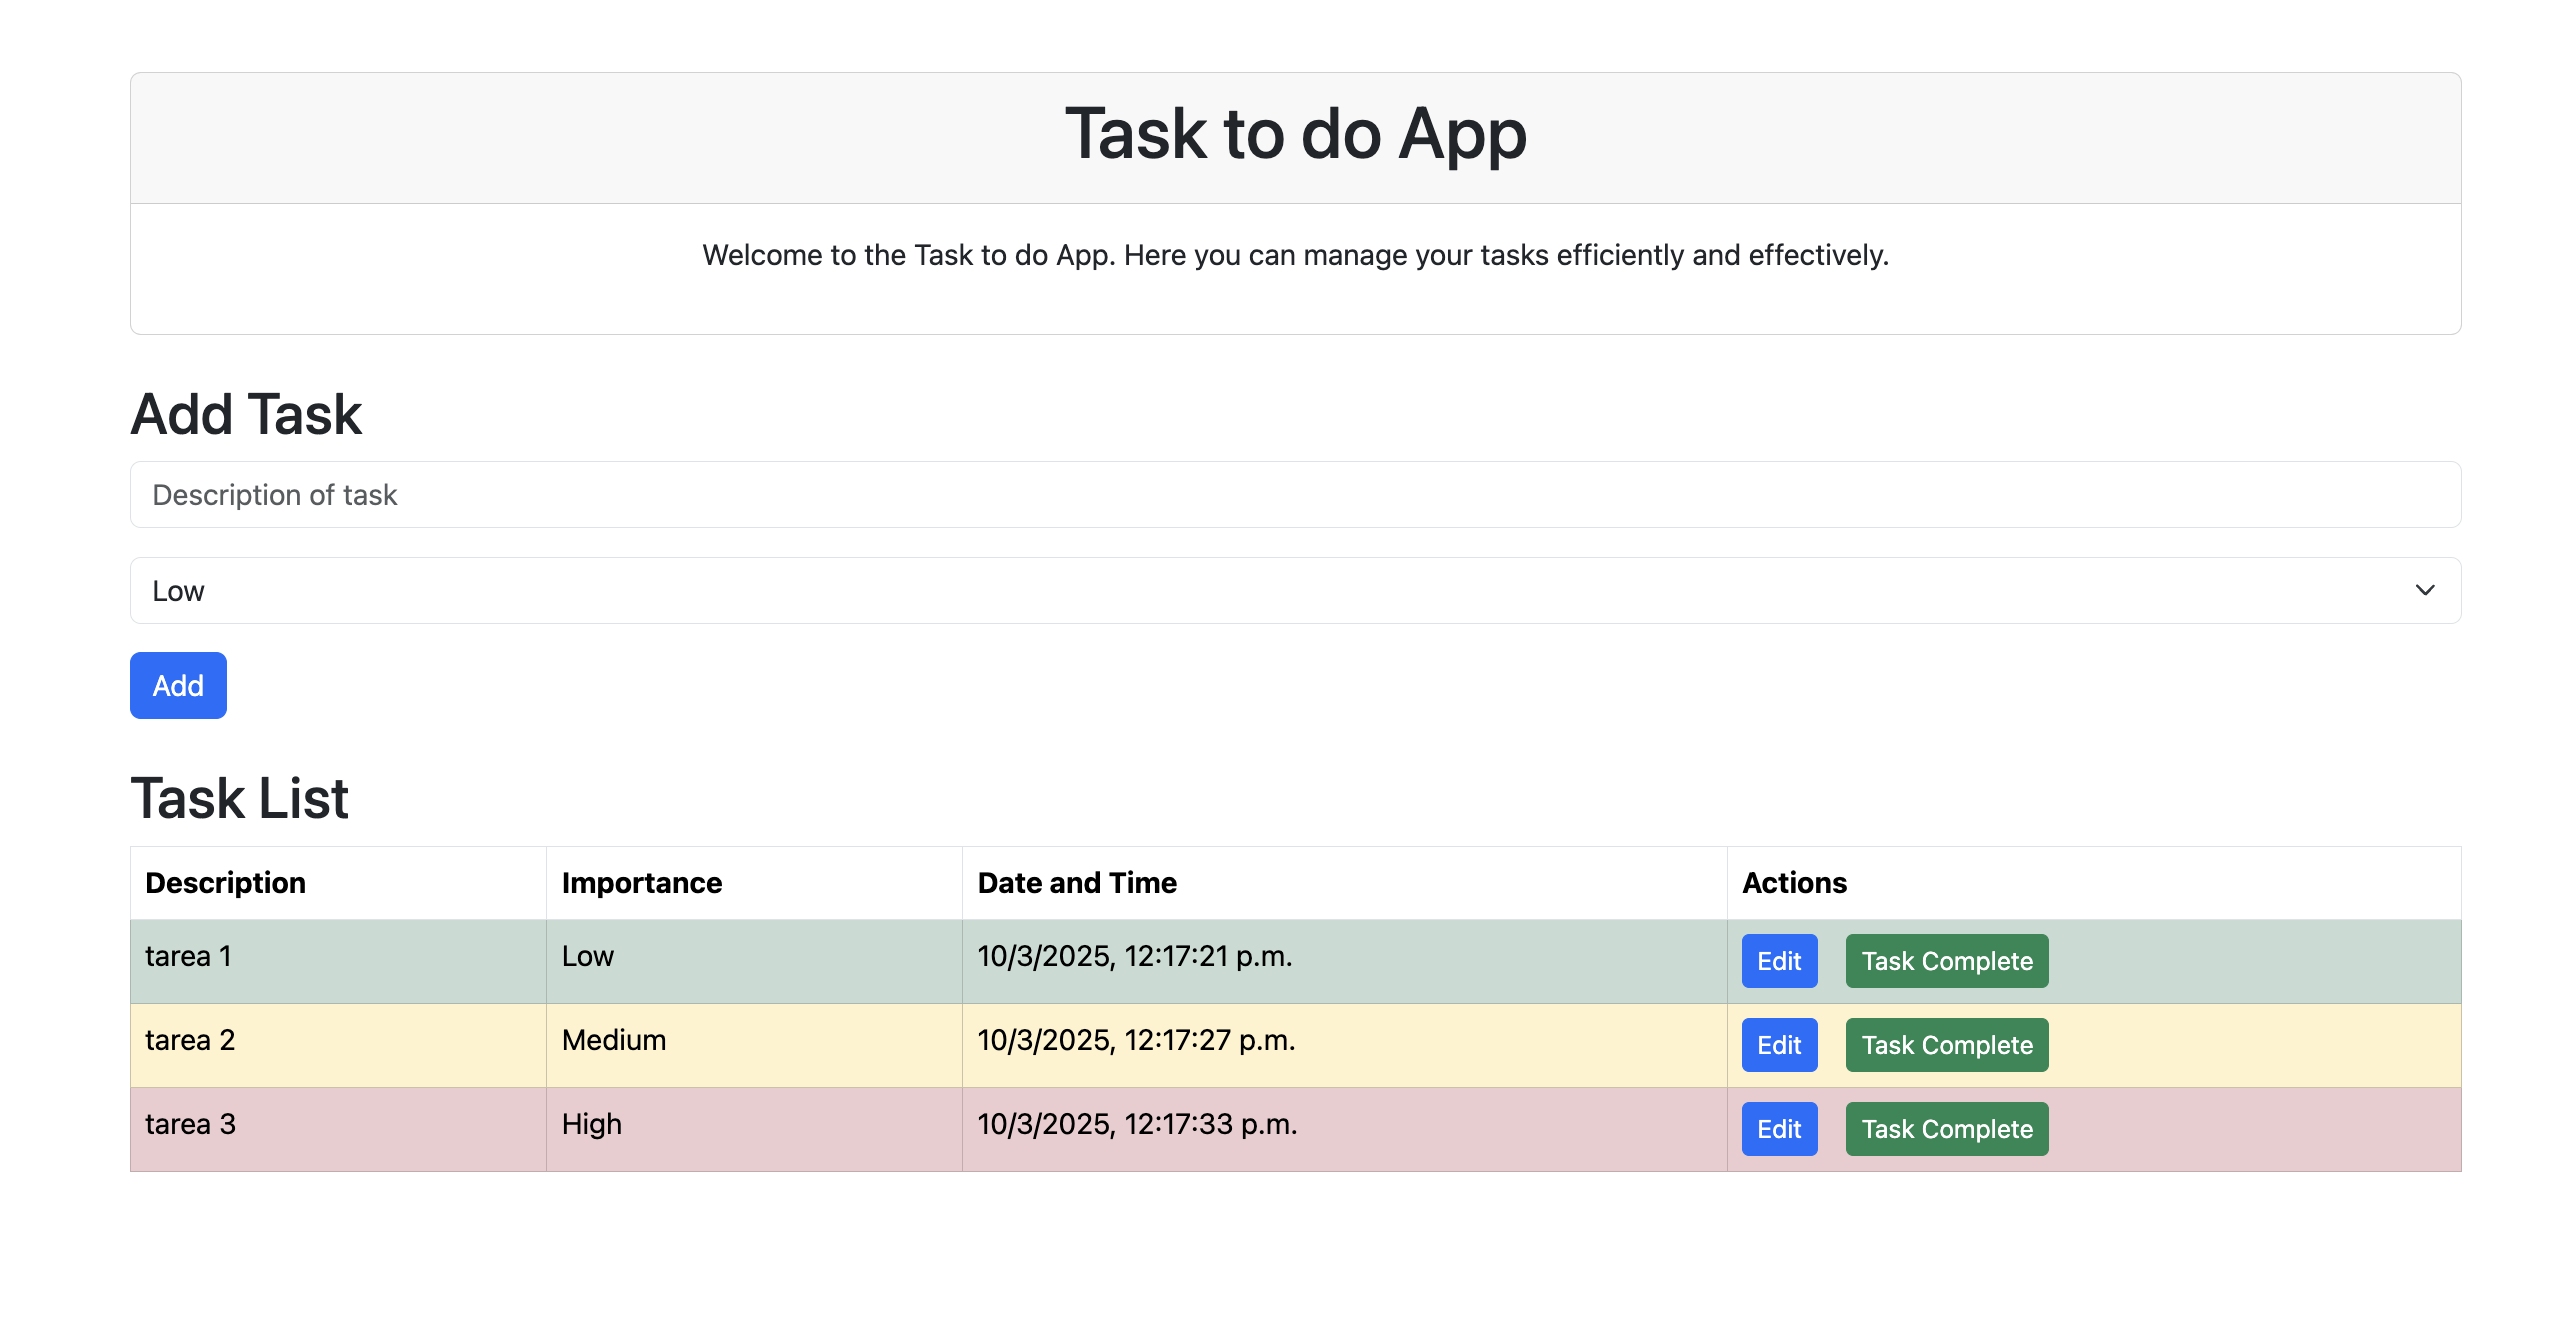 Task to do App
Welcome to the Task to do App. Here you can manage your tasks efficiently and effectively.
Add Task
Description of task
Low
Add
Task List
Description Importance Date and Time Actions
tarea 1 Low 10/3/2025, 12:17:21 p.m. Edit Task Complete
tarea 2 Medium 10/3/2025, 12:17:27 p.m. Edit Task Complete
tarea 3 High 10/3/2025, 12:17:33 p.m. Edit Task Complete